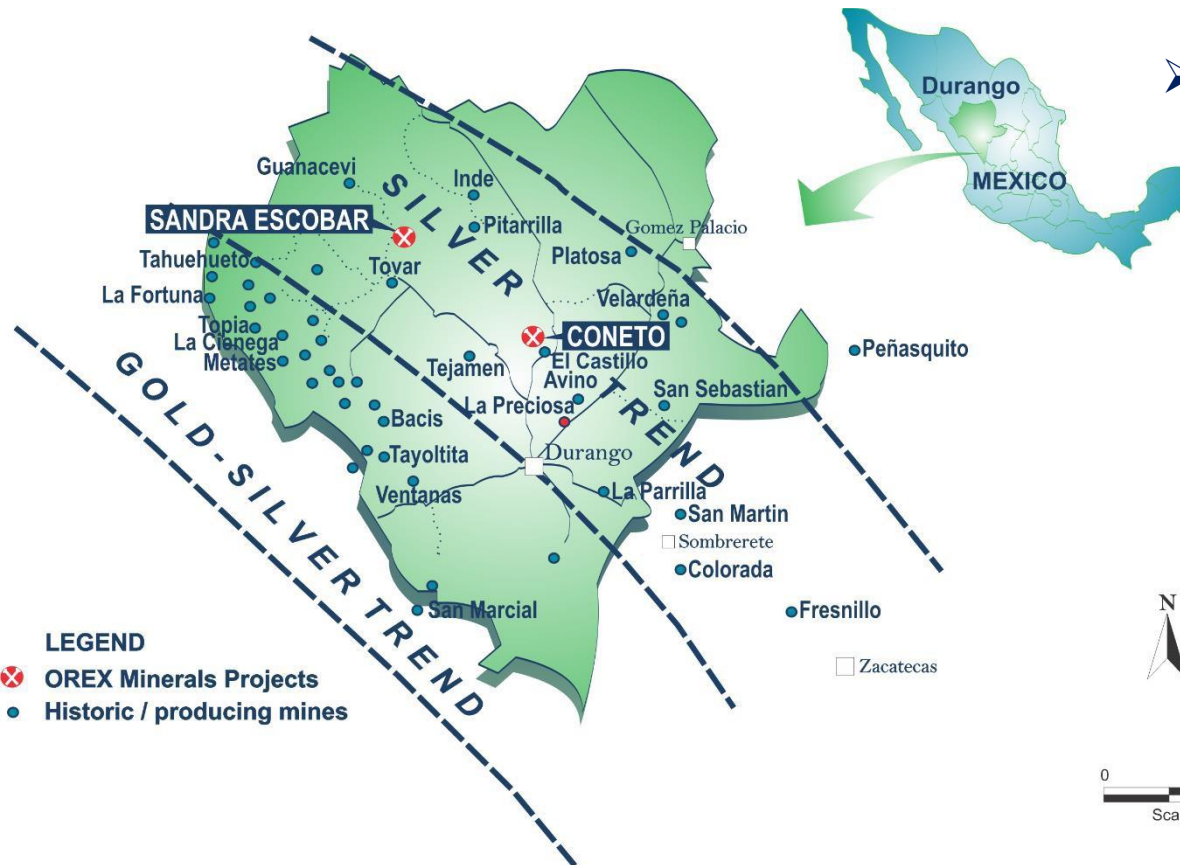 Durango
MEXICO
Guanacevi
Inde
SILVER
SANDRA ESCOBAR
Pitarrilla
Gomez Palacio
Tahuehueto
Tovar
Platosa
La Fortuna
Velardeña
Topia
La Cienega
Metates
CONETO
Peñasquito
Tejamen
El Castillo
Avino
San Sebastian
TREND
La Preciosa
Bacis
Durango
Tayoltita
Ventanas
La Parrilla
San Martin
Sombrerete
Colorada
GOLD-SILVER TREND
San Marcial
Fresnillo
Zacatecas
N
LEGEND
OREX Minerals Projects
Historic / producing mines
0